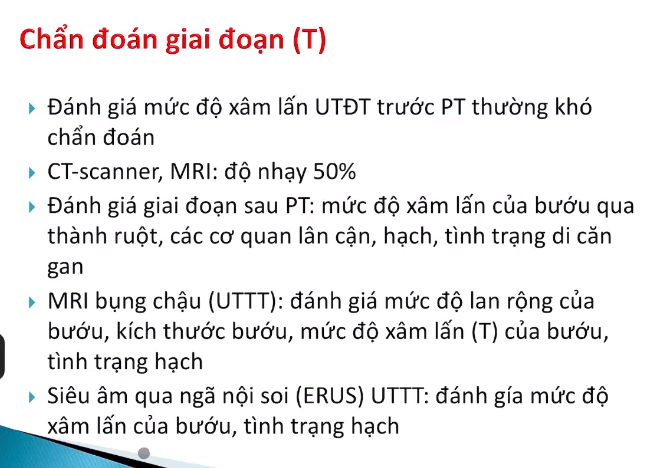 Chẩn đoán giai đoạn (T)
Đánh giá mức độ xâm lấn UTĐT trước PT thường khó
chẩn đoán
CT-scanner, MRI: độ nhạy 50%
Đánh giá giai đoạn sau PT: mức độ xâm lấn của bướu qua
thành ruột, các cơ quan lân cận, hạch, tình trạng di căn
gan
MRI bụng chậu (UTTT): đánh giá mức độ lan rộng của
bướu, kích thước bướu, mức độ xâm lấn (T) của bướu,
tình trạng hạch
Siêu âm qua ngã nội soi (ERUS) UTTT: đánh gía mức độ
xâm lấn của bướu, tình trạng hạch